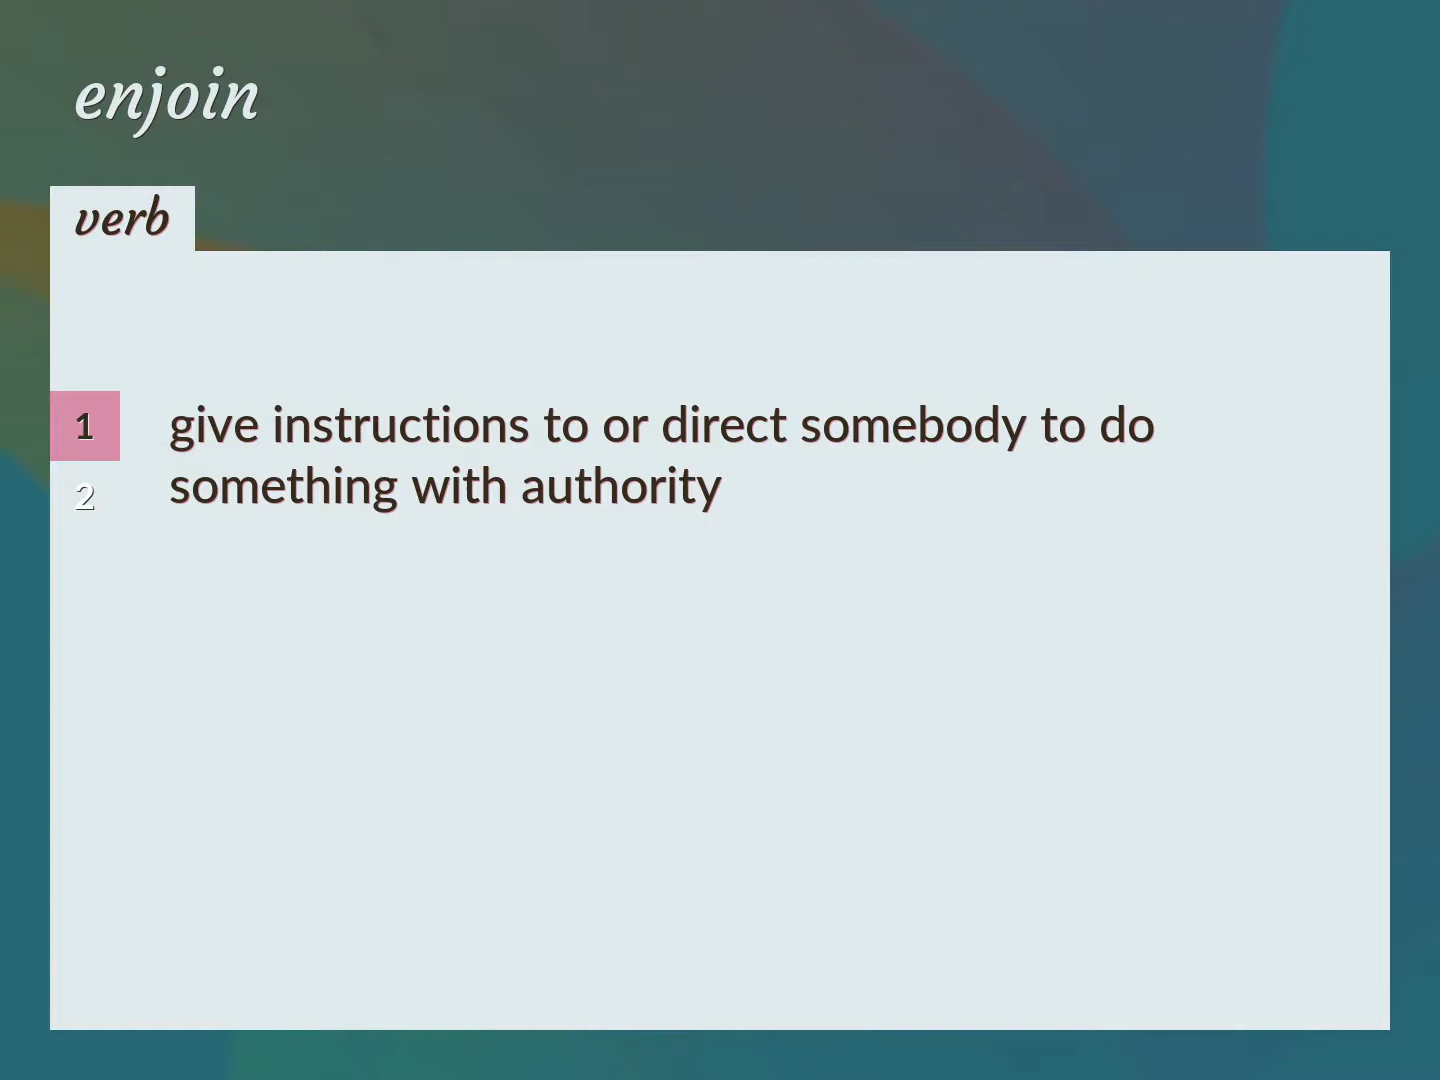 enjoin
verb
1 give instructions to or direct somebody to do
2 something with authority